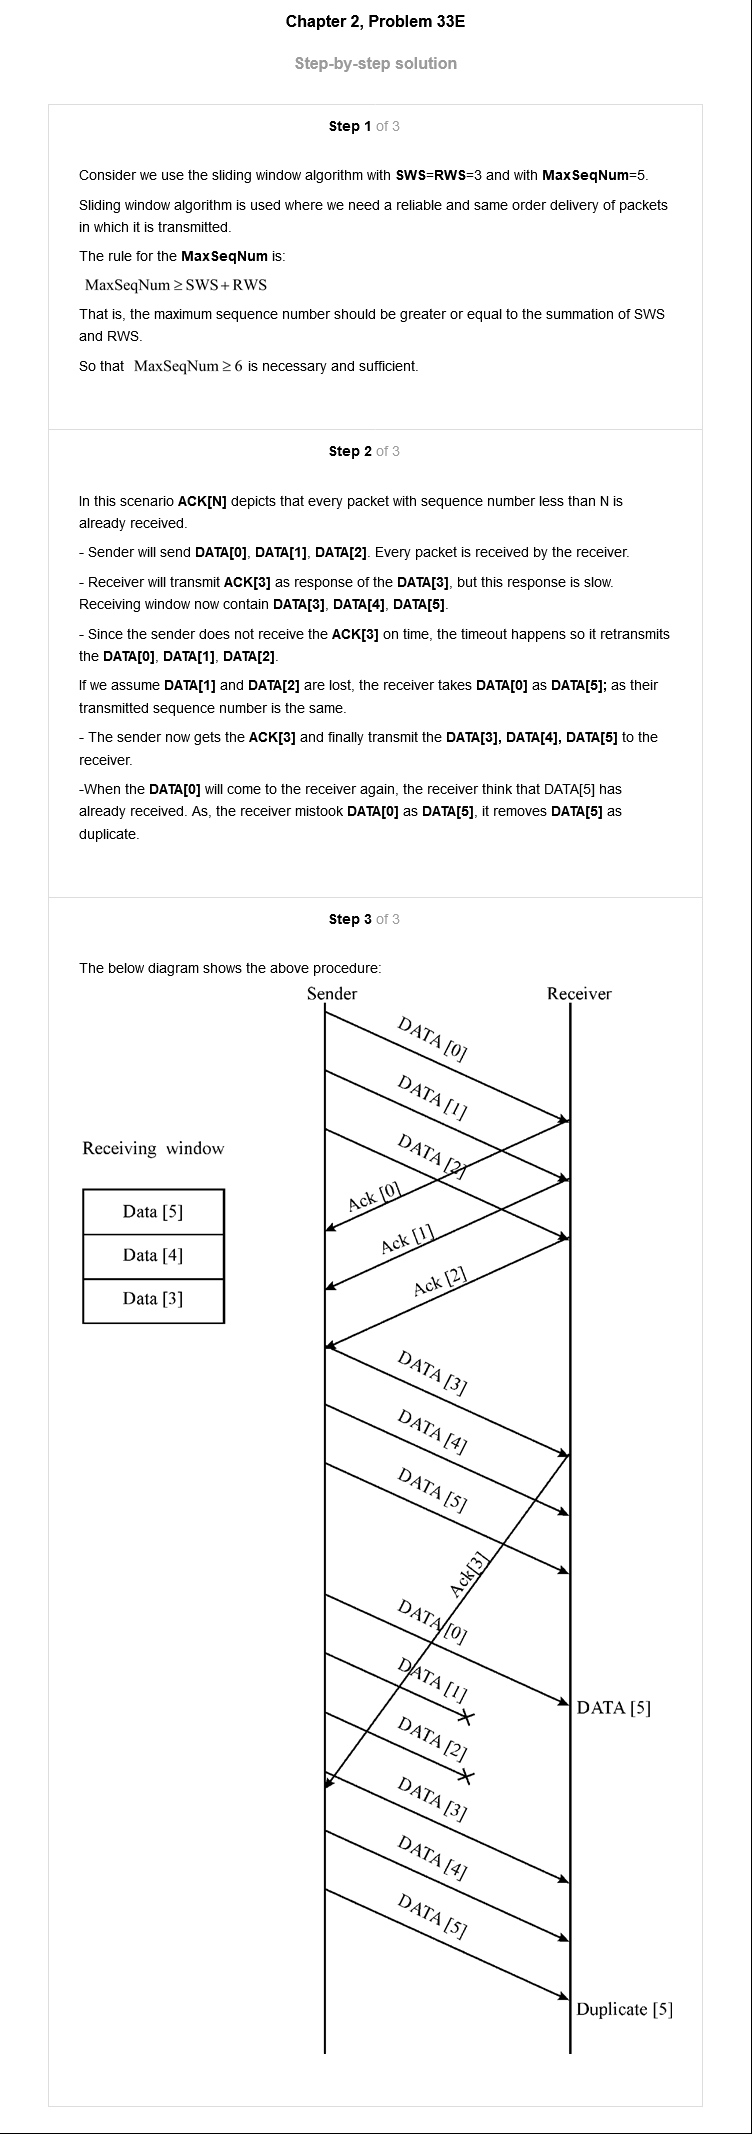 Chapter 2, Problem 33E
Step-by-step solution
Step 1 of 3
Consider we use the sliding window algorithm with SWS=RWS=3 and with MaxSeqNum=5.
Sliding window algorithm is used where we need a reliable and same order delivery of packets
in which it is transmitted.
The rule for the MaxSeqNum is:
MaxSeqNum ≥ SWS + RWS
That is, the maximum sequence number should be greater or equal to the summation of SWS
and RWS.
So that MaxSeqNum ≥ 6 is necessary and sufficient.
Step 2 of 3
In this scenario ACK[N] depicts that every packet with sequence number less than N is
already received.
- Sender will send DATA[0], DATA[1], DATA[2]. Every packet is received by the receiver.
- Receiver will transmit ACK[3] as response of the DATA[3], but this response is slow.
Receiving window now contain DATA[3], DATA[4], DATA[5].
- Since the sender does not receive the ACK[3] on time, the timeout happens so it retransmits
the DATA[0], DATA[1], DATA[2].
If we assume DATA[1] and DATA[2] are lost, the receiver takes DATA[0] as DATA[5]; as their
transmitted sequence number is the same.
- The sender now gets the ACK[3] and finally transmit the DATA[3], DATA[4], DATA[5] to the
receiver.
-When the DATA[0] will come to the receiver again, the receiver think that DATA[5] has
already received. As, the receiver mistook DATA[0] as DATA[5], it removes DATA[5] as
duplicate.
Step 3 of 3
The below diagram shows the above procedure:
Sender Receiver
DATA [0]
DATA [1]
DATA [2]
Receiving window
Ack [0]
Data [5]
Ack [1]
Data [4]
Ack [2]
Data [3]
DATA [3]
DATA [4]
DATA [5]
Ack[3]
DATA [0]
DATA [1]
DATA [5]
DATA [2]
DATA [3]
DATA [4]
DATA [5]
Duplicate [5]